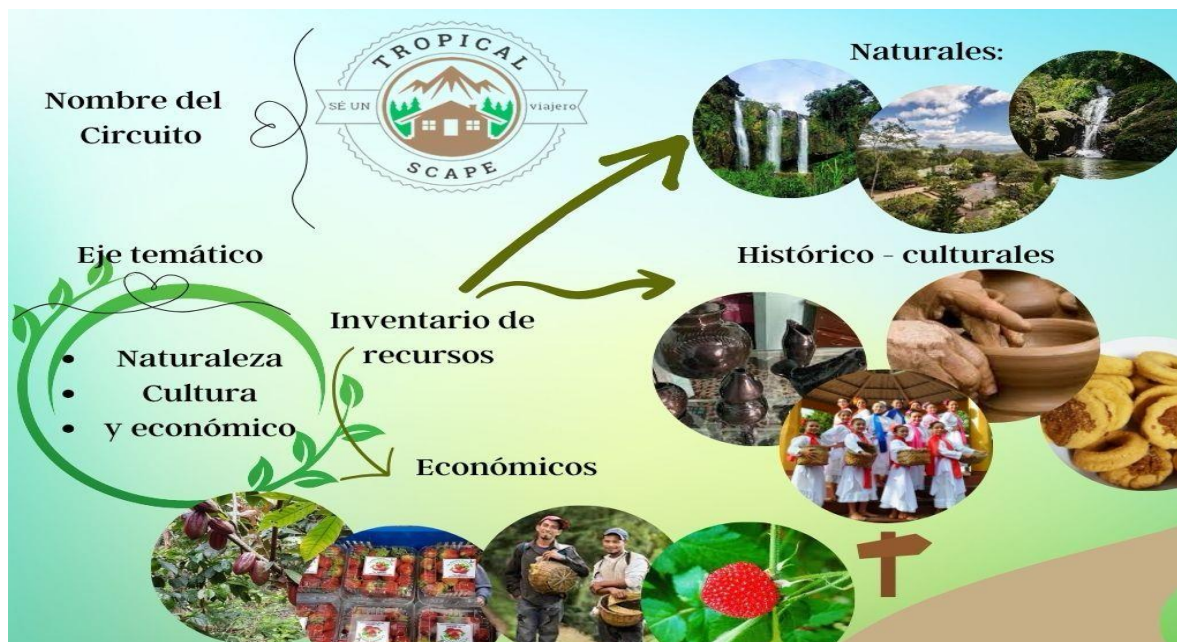 Nombre del
Circuito
TROPICAL
SÉ UN
viajero
SCAPE
Naturales:
Eje temático
Naturaleza
Cultura
y económico
Inventario de
recursos
Histórico - culturales
Económicos